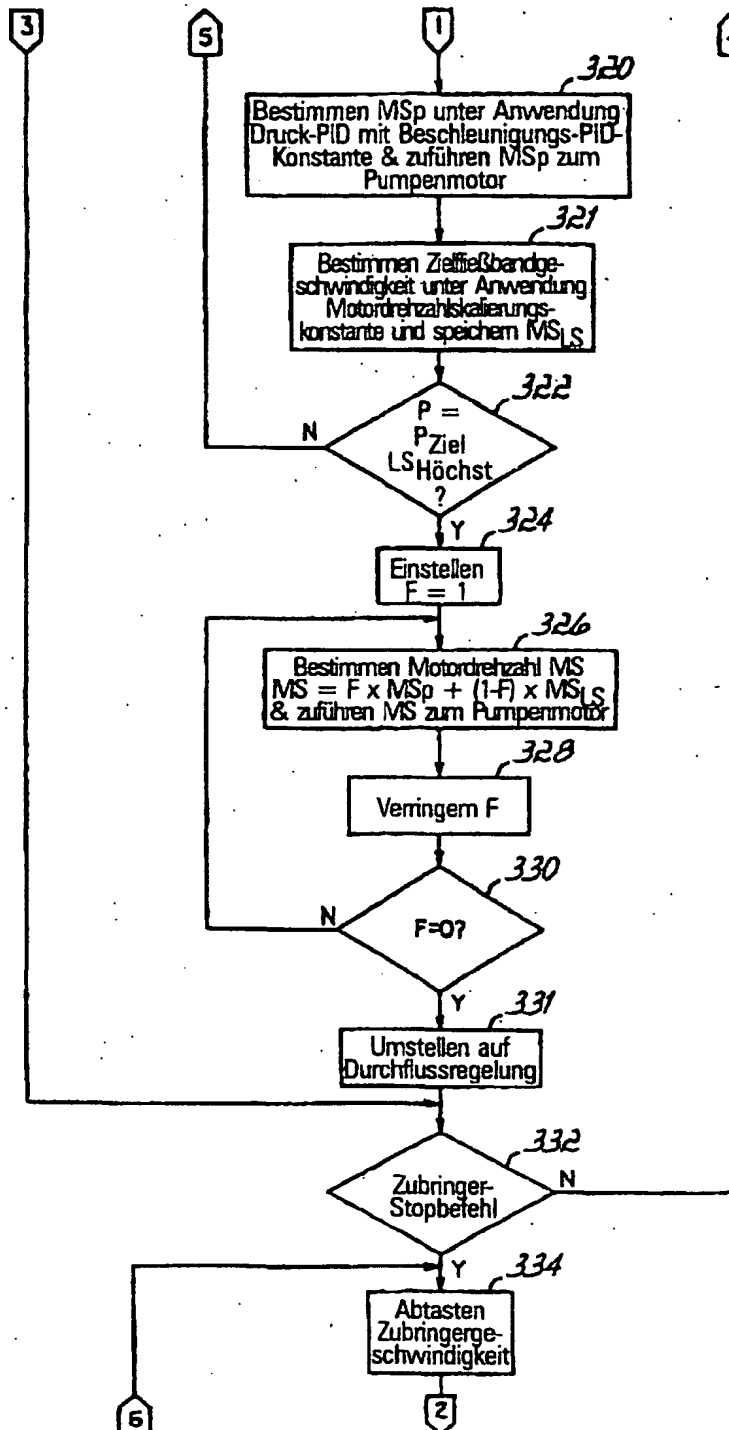 3
5
1
320
Bestimmen MSp unter Anwendung
Druck-PID mit Beschleunigungs-PID-
Konstante & zuführen MSp zum
Pumpenmotor
321
Bestimmen Zielfließbandge-
schwindigkeit unter Anwendung
Motordrehzahlskalierungs-
konstante und speichern MSLS
322
P =
PZiel
LSHöchst
?
N
Y
324
Einstellen
F = 1
326
Bestimmen Motordrehzahl MS
MS = F x MSp + (1-F) x MSLS
& zuführen MS zum Pumpenmotor
328
Verringern F
330
F=0?
N
Y
331
Umstellen auf
Durchflussregelung
332
Zubringer-
Stopbefehl
N
Y
334
Abtasten
Zubringerge-
schwindigkeit
6
2